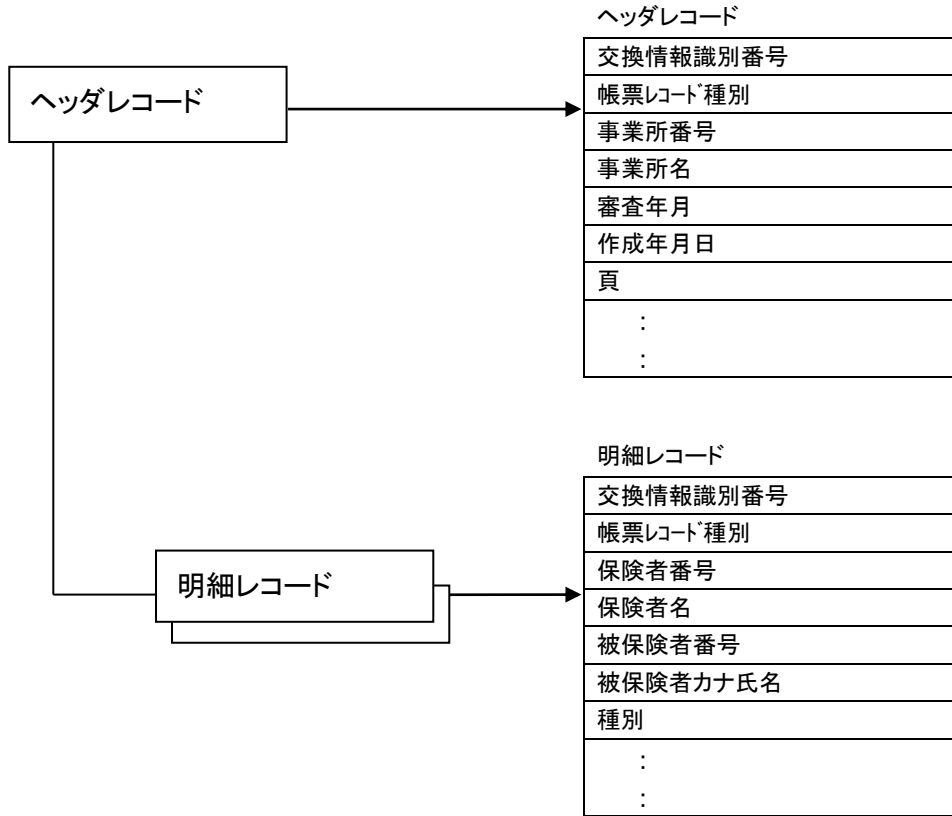 ヘッダレコード
ヘッダレコード
交換情報識別番号
帳票ﾚｺｰﾄﾞ種別
事業所番号
事業所名
審査年月
作成年月日
頁
:
:
明細レコード
明細レコード
交換情報識別番号
帳票ﾚｺｰﾄﾞ種別
保険者番号
保険者名
被保険者番号
被保険者カナ氏名
種別
:
: